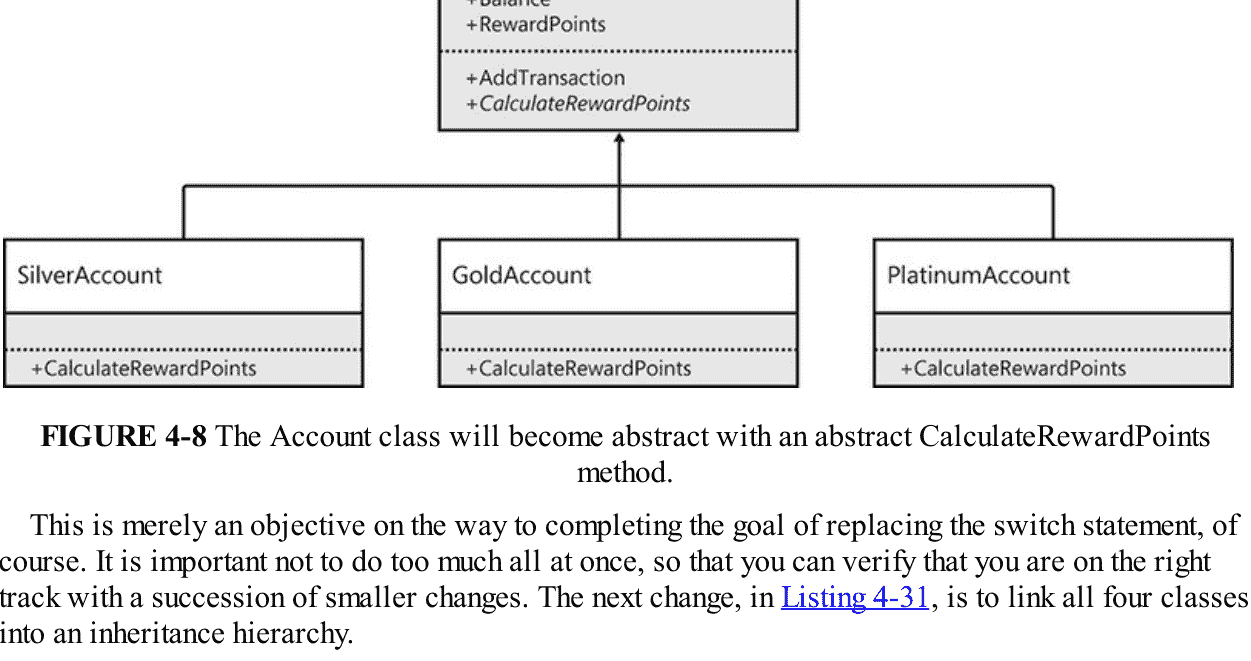 +Balance
+RewardPoints
+AddTransaction
+CalculateRewardPoints
SilverAccount
GoldAccount
PlatinumAccount
+CalculateRewardPoints
+CalculateRewardPoints
+CalculateRewardPoints
FIGURE 4-8 The Account class will become abstract with an abstract CalculateRewardPoints
method.
This is merely an objective on the way to completing the goal of replacing the switch statement, of
course. It is important not to do too much all at once, so that you can verify that you are on the right
track with a succession of smaller changes. The next change, in Listing 4-31, is to link all four classes
into an inheritance hierarchy.